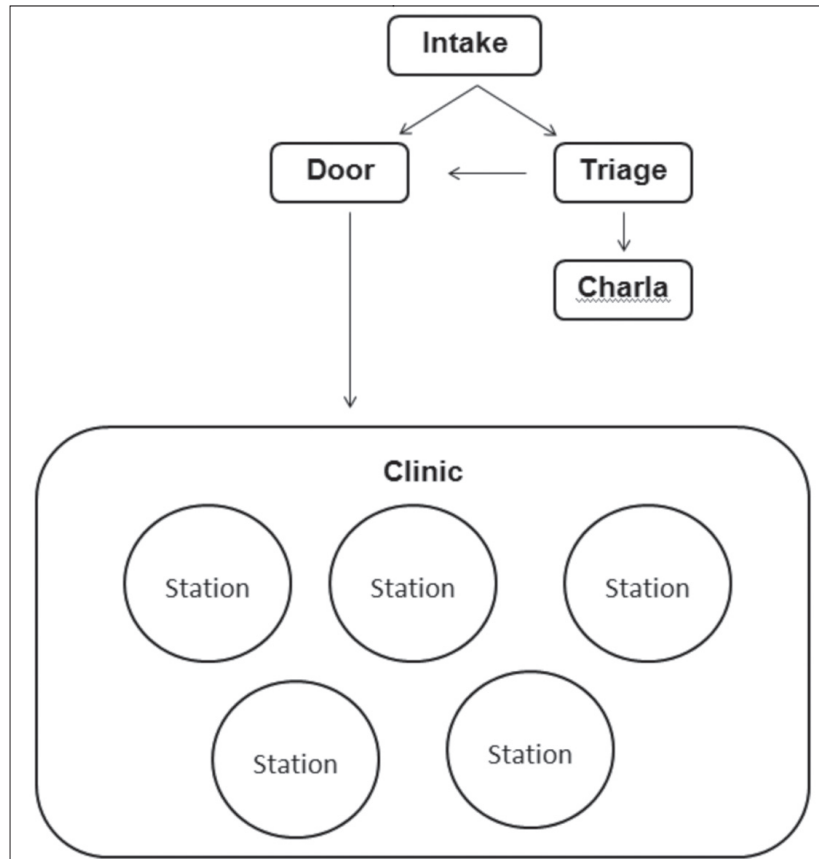 Intake
Door
Triage
Charla
Clinic
Station
Station
Station
Station
Station